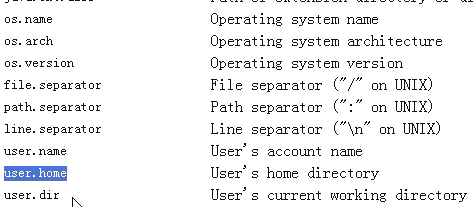 os.name Operating system name
os.arch Operating system architecture
os.version Operating system version
file.separator File separator ("/" on UNIX)
path.separator Path separator (":" on UNIX)
line.separator Line separator ("\n" on UNIX)
user.name User's account name
user.home User's home directory
user.dir User's current working directory